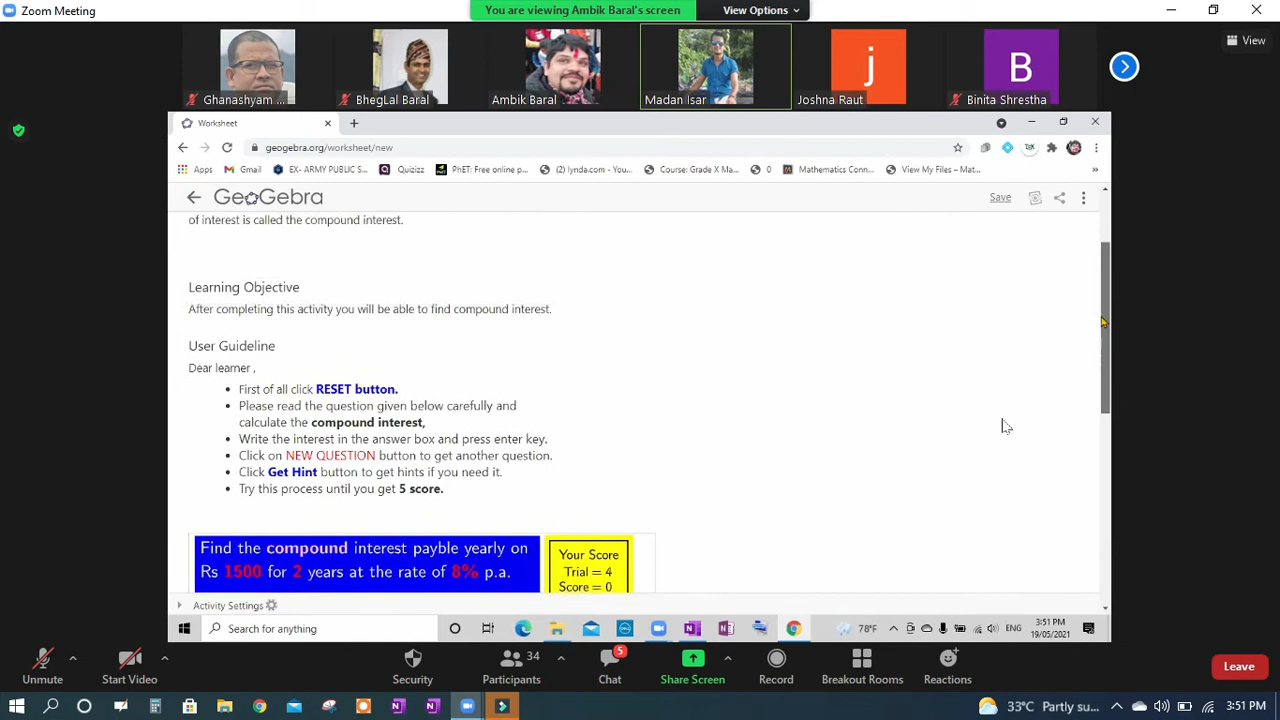 Zoom Meeting
You are viewing Ambik Baral's screen
View Options
View
Ghanashyam ...
BhegLal Baral
Ambik Baral
Madan Isar
j
Joshna Raut
B
Binita Shrestha
Worksheet
geogebra.org/worksheet/new
Apps
Gmail
EX- ARMY PUBLIC S...
Quizizz
PhET: Free online p...
(2) lynda.com - You...
Course: Grade X Ma...
0
Mathematics Conn...
View My Files – Mat...
GeoGebra
Save
of interest is called the compound interest.
Learning Objective
After completing this activity you will be able to find compound interest.
User Guideline
Dear learner ,
• First of all click RESET button.
• Please read the question given below carefully and
calculate the compound interest,
• Write the interest in the answer box and press enter key.
• Click on NEW QUESTION button to get another question.
• Click Get Hint button to get hints if you need it.
• Try this process until you get 5 score.
Find the compound interest payble yearly on
Rs 1500 for 2 years at the rate of 8% p.a.
Your Score
Trial = 4
Score = 0
Activity Settings
Search for anything
78°F
ENG
3:51 PM
19/05/2021
Unmute
Start Video
Security
34
Participants
5
Chat
Share Screen
Record
Breakout Rooms
Reactions
Leave
33°C Partly su...
3:51 PM